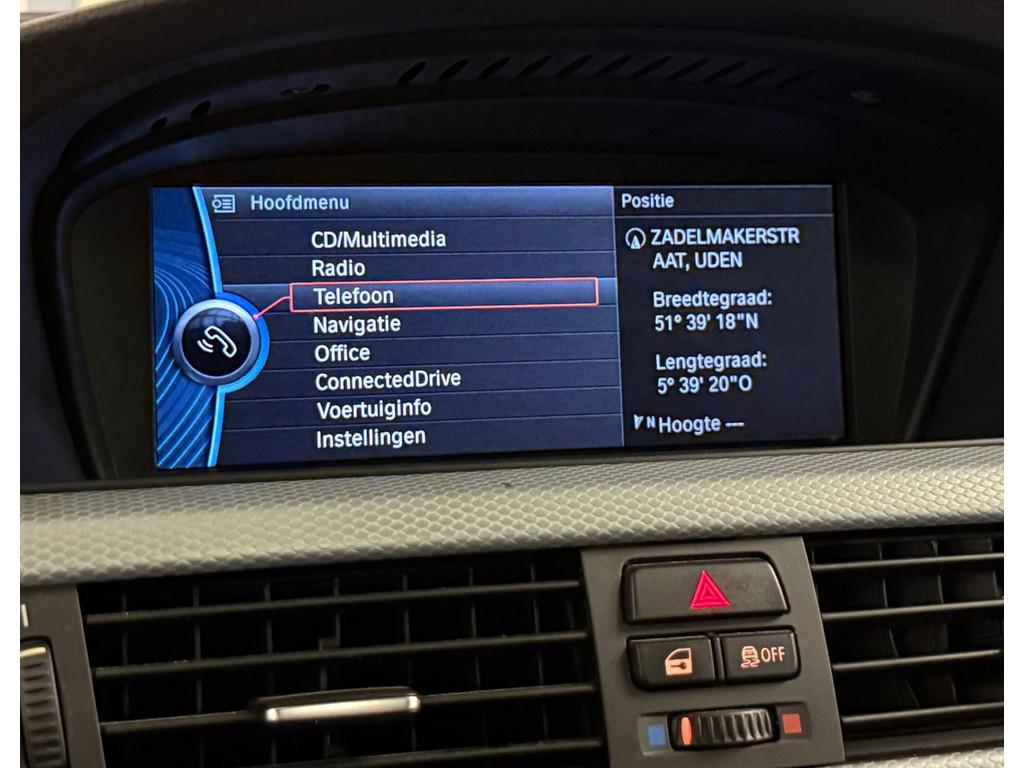 Hoofdmenu
CD/Multimedia
Radio
Telefoon
Navigatie
Office
ConnectedDrive
Voertuiginfo
Instellingen
Positie
ZADELMAKERSTR
AAT, UDEN
Breedtegraad:
51° 39' 18"N
Lengtegraad:
5° 39' 20"O
N Hoogte ---
OFF